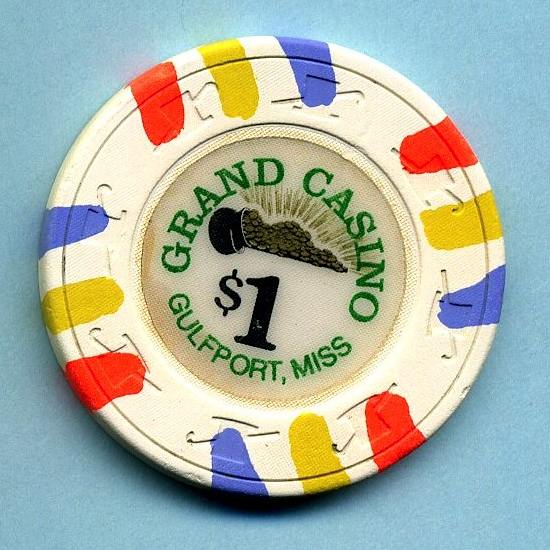 GRAND CASINO
$1
GULFPORT, MISS